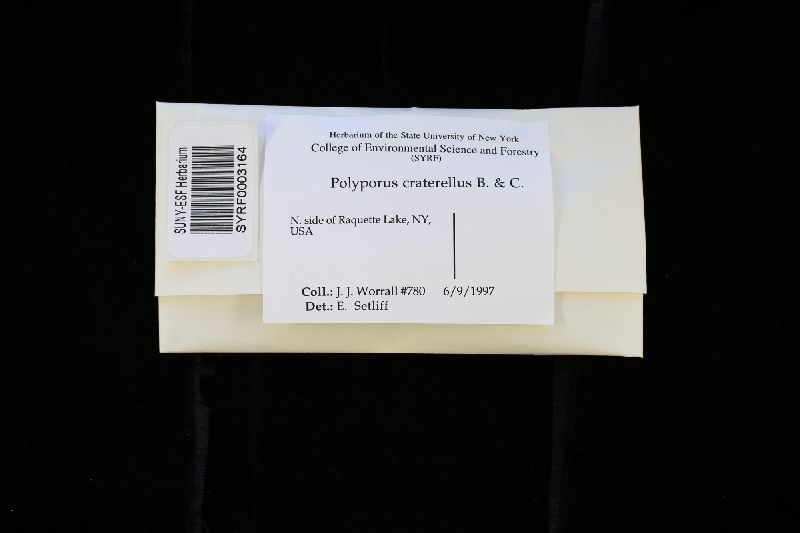 SUNY-ESF Herbarium
SYRF0003164
Herbarium of the State University of New York
College of Environmental Science and Forestry
(SYRF)
Polyporus craterellus B. & C.
N. side of Raquette Lake, NY,
USA
Coll.: J. J. Worrall #780 6/9/1997
Det.: E. Setliff